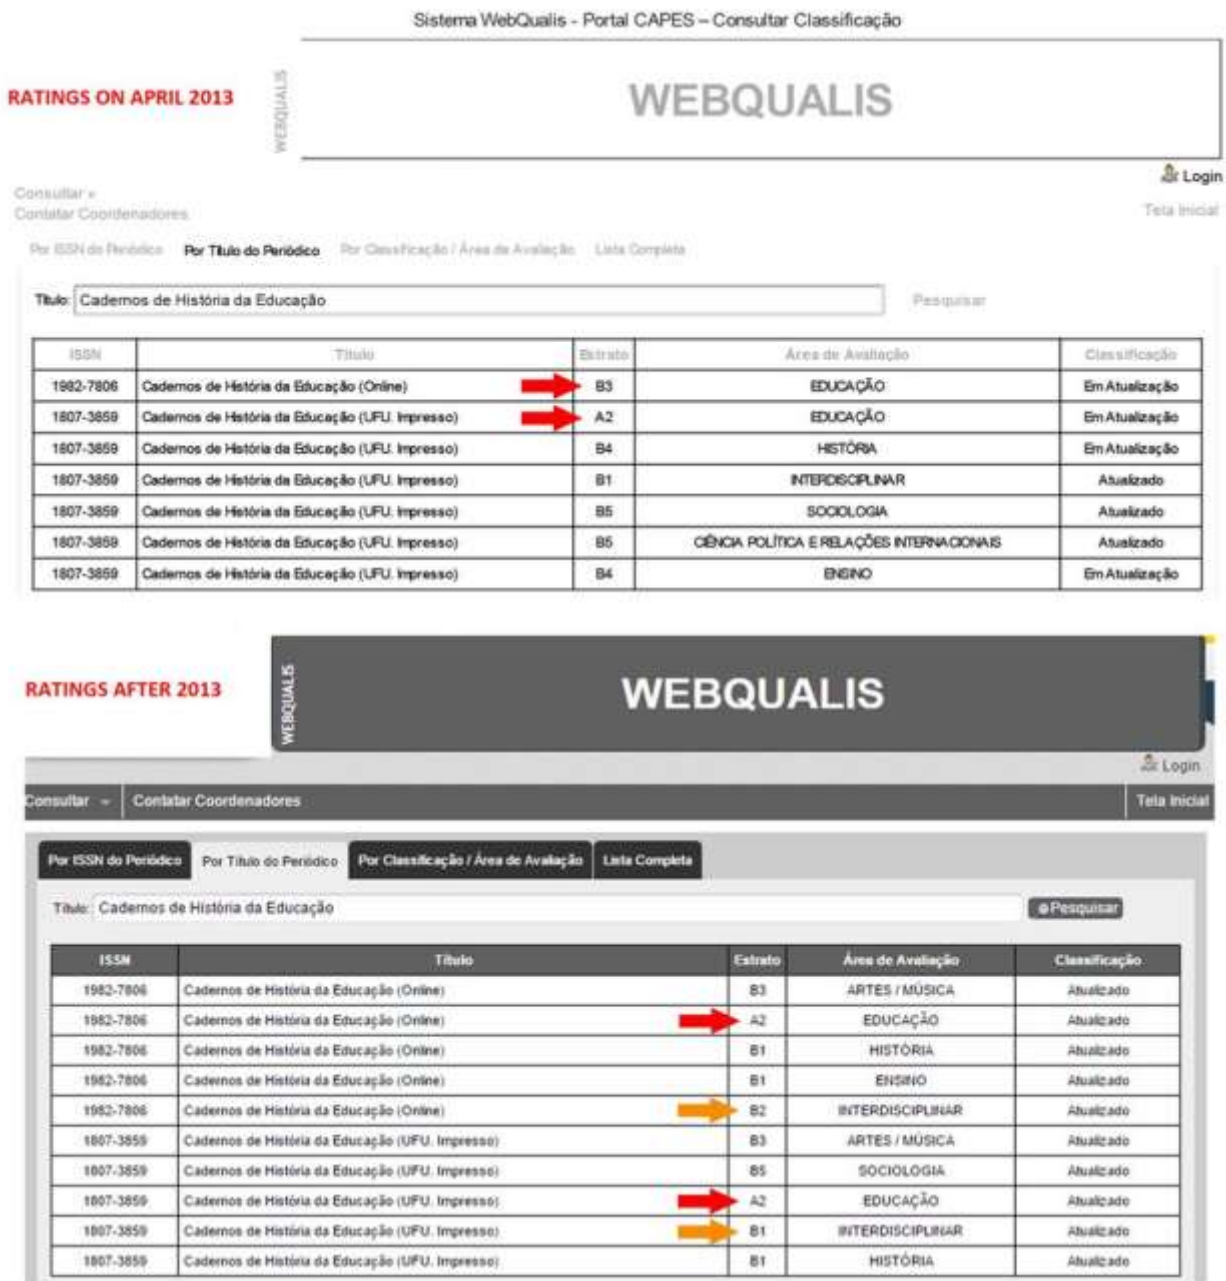 Sistema WebQualis - Portal CAPES – Consultar Classificação
RATINGS ON APRIL 2013
WEBQUALIS
WEBQUALIS
Login
Consultar »
Contatar Coordenadores
Tela Inicial
Por ISSN do Periódico Por Título do Periódico Por Classificação / Área de Avaliação Lista Completa
Título: Cadernos de História da Educação Pesquisar
ISSN Título Estrato Área de Avaliação Classificação
1982-7806 Cadernos de História da Educação (Online) B3 EDUCAÇÃO Em Atualização
1807-3859 Cadernos de História da Educação (UFU. Impresso) A2 EDUCAÇÃO Em Atualização
1807-3859 Cadernos de História da Educação (UFU. Impresso) B4 HISTÓRIA Em Atualização
1807-3859 Cadernos de História da Educação (UFU. Impresso) B1 INTERDISCIPLINAR Atualizado
1807-3859 Cadernos de História da Educação (UFU. Impresso) B5 SOCIOLOGIA Atualizado
1807-3859 Cadernos de História da Educação (UFU. Impresso) B5 CIÊNCIA POLÍTICA E RELAÇÕES INTERNACIONAIS Atualizado
1807-3859 Cadernos de História da Educação (UFU. Impresso) B4 ENSINO Em Atualização
RATINGS AFTER 2013
WEBQUALIS
WEBQUALIS
Login
Consultar Contatar Coordenadores Tela Inicial
Por ISSN do Periódico Por Título do Periódico Por Classificação / Área de Avaliação Lista Completa
Título: Cadernos de História da Educação Pesquisar
ISSN Título Estrato Área de Avaliação Classificação
1982-7806 Cadernos de História da Educação (Online) B3 ARTES / MÚSICA Atualizado
1982-7806 Cadernos de História da Educação (Online) A2 EDUCAÇÃO Atualizado
1982-7806 Cadernos de História da Educação (Online) B1 HISTÓRIA Atualizado
1982-7806 Cadernos de História da Educação (Online) B1 ENSINO Atualizado
1982-7806 Cadernos de História da Educação (Online) B2 INTERDISCIPLINAR Atualizado
1807-3859 Cadernos de História da Educação (UFU. Impresso) B3 ARTES / MÚSICA Atualizado
1807-3859 Cadernos de História da Educação (UFU. Impresso) B5 SOCIOLOGIA Atualizado
1807-3859 Cadernos de História da Educação (UFU. Impresso) A2 EDUCAÇÃO Atualizado
1807-3859 Cadernos de História da Educação (UFU. Impresso) B1 INTERDISCIPLINAR Atualizado
1807-3859 Cadernos de História da Educação (UFU. Impresso) B1 HISTÓRIA Atualizado